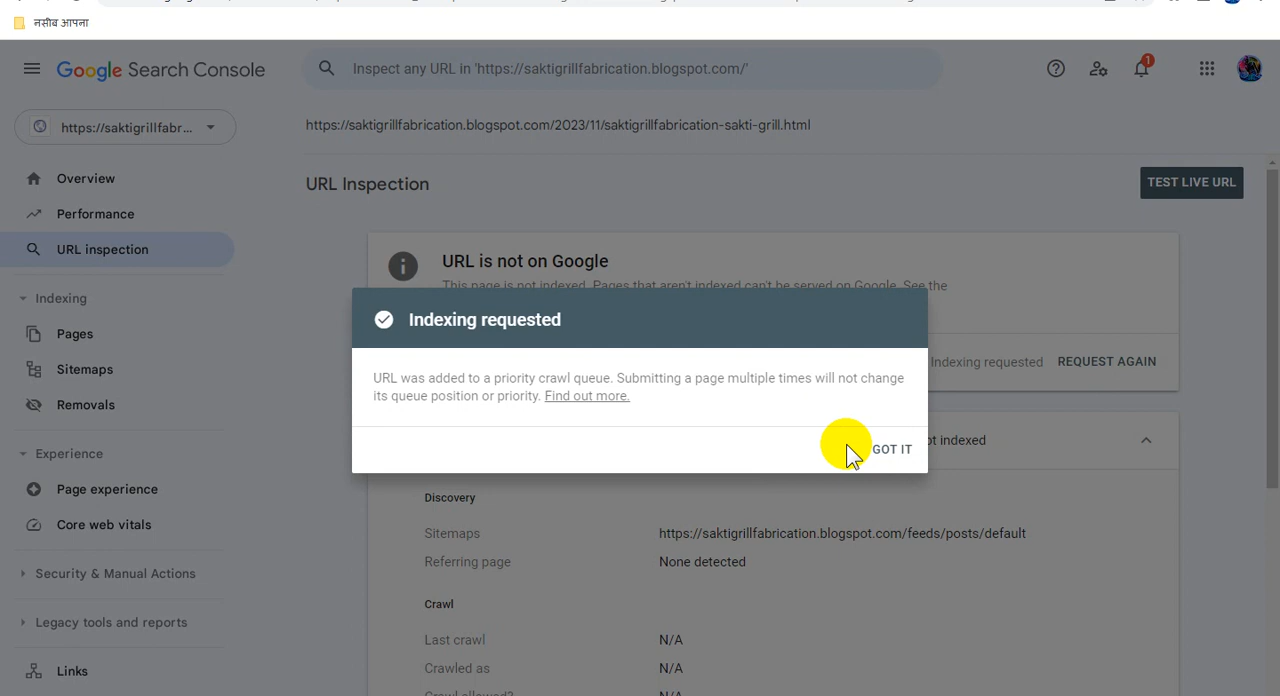 नसीब आपना
Google Search Console
Inspect any URL in 'https://saktigrillfabrication.blogspot.com/'
1
https://saktigrillfabr...
https://saktigrillfabrication.blogspot.com/2023/11/saktigrillfabrication-sakti-grill.html
Overview
Performance
URL inspection
Indexing
Pages
Sitemaps
Removals
Experience
Page experience
Core web vitals
Security & Manual Actions
Legacy tools and reports
Links
URL Inspection
TEST LIVE URL
URL is not on Google
This page is not indexed. Pages that aren't indexed can't be served on Google. See the
Indexing requested
URL was added to a priority crawl queue. Submitting a page multiple times will not change
its queue position or priority. Find out more.
GOT IT
Indexing requested
REQUEST AGAIN
not indexed
Discovery
Sitemaps https://saktigrillfabrication.blogspot.com/feeds/posts/default
Referring page None detected
Crawl
Last crawl N/A
Crawled as N/A
Crawl allowed? N/A